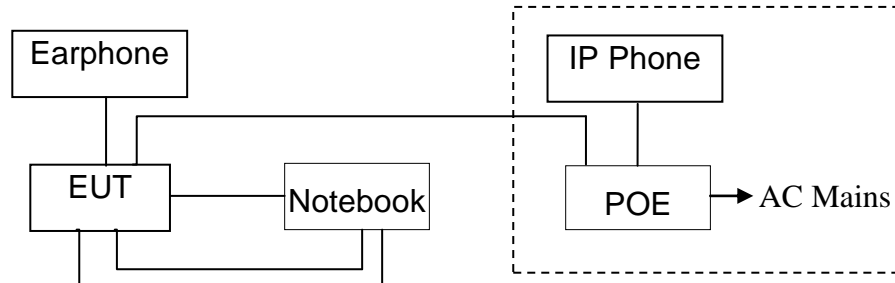 Earphone
IP Phone
EUT
Notebook
POE
AC Mains